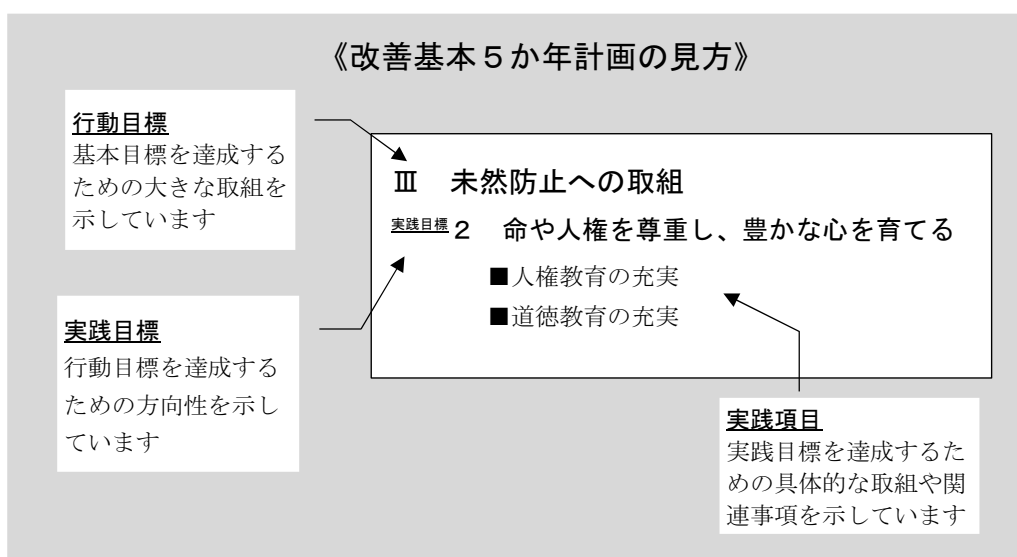 《改善基本５か年計画の見方》
行動目標
基本目標を達成する
ための大きな取組を
示しています
Ⅲ　未然防止への取組
実践目標２　命や人権を尊重し、豊かな心を育てる
■人権教育の充実
■道徳教育の充実
実践目標
行動目標を達成する
ための方向性を示し
ています
実践項目
実践目標を達成するた
めの具体的な取組や関
連事項を示しています